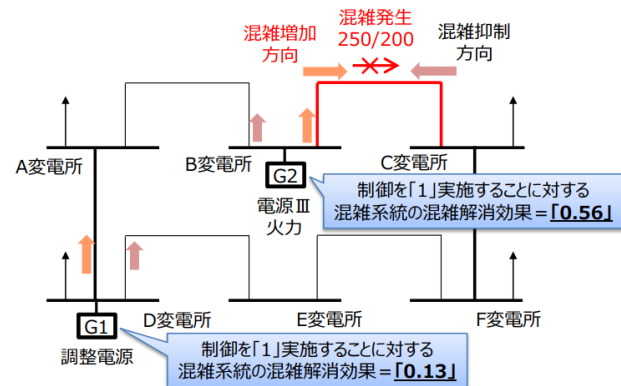 混雑増加
方向
混雑発生
250/200
混雑抑制
方向
A変電所
B変電所
C変電所
G2
電源Ⅲ
火力
制御を「1」実施することに対する
混雑系統の混雑解消効果=「0.56」
D変電所
E変電所
F変電所
G1
調整電源
制御を「1」実施することに対する
混雑系統の混雑解消効果=「0.13」